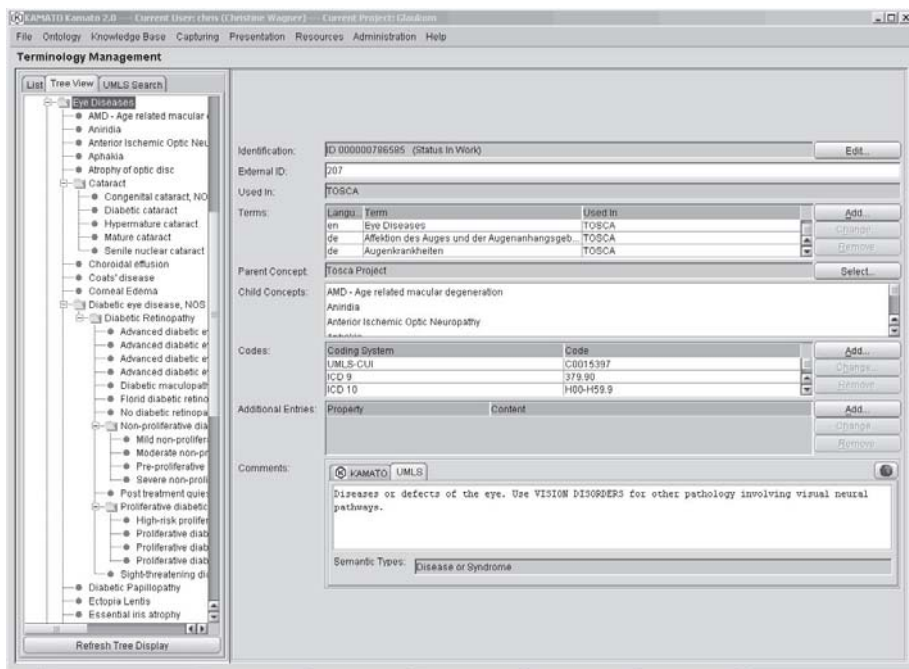 KAMATO Kamato 2.0 --- Current User: chris (Christine Wagner) --- Current Project: Glaukom
File Ontology Knowledge Base Capturing Presentation Resources Administration Help
Terminology Management
List Tree View UMLS Search
Eye Diseases
AMD - Age related macular
Aniridia
Anterior Ischemic Optic Neu
Aphakia
Atrophy of optic disc
Cataract
Congenital cataract, NO
Diabetic cataract
Hypermature cataract
Mature cataract
Senile nuclear cataract
Choroidal effusion
Coats' disease
Corneal Edema
Diabetic eye disease, NOS
Diabetic Retinopathy
Advanced diabetic e
Advanced diabetic e
Advanced diabetic e
Advanced diabetic e
Diabetic maculopath
Florid diabetic retino
No diabetic retinopa
Non-proliferative dia
Mild non-prolifer
Moderate non-pr
Pre-proliferative
Severe non-proli
Post treatment quie
Proliferative diabetic
High-risk prolifer
Proliferative diab
Proliferative diab
Proliferative diab
Sight-threatening di
Diabetic Papillopathy
Ectopia Lentis
Essential iris atrophy
Refresh Tree Display
Identification: ID 000000786585 (Status In Work) Edit...
External ID: 207
Used In: TOSCA
Terms: Langu... Term Used In Add...
en Eye Diseases TOSCA Change...
de Affektion des Auges und der Augenanhangsgeb... TOSCA Remove
de Augenkrankheiten TOSCA
Parent Concept: Tosca Project Select...
Child Concepts: AMD - Age related macular degeneration
Aniridia
Anterior Ischemic Optic Neuropathy
Aphakia
Codes: Coding System Code Add...
UMLS-CUI C0015397 Change...
ICD 9 379.90 Remove
ICD 10 H00-H59.9
Additional Entries: Property Content Add...
Change...
Remove
Comments: KAMATO UMLS
Diseases or defects of the eye. Use VISION DISORDERS for other pathology involving visual neural
pathways.
Semantic Types: Disease or Syndrome